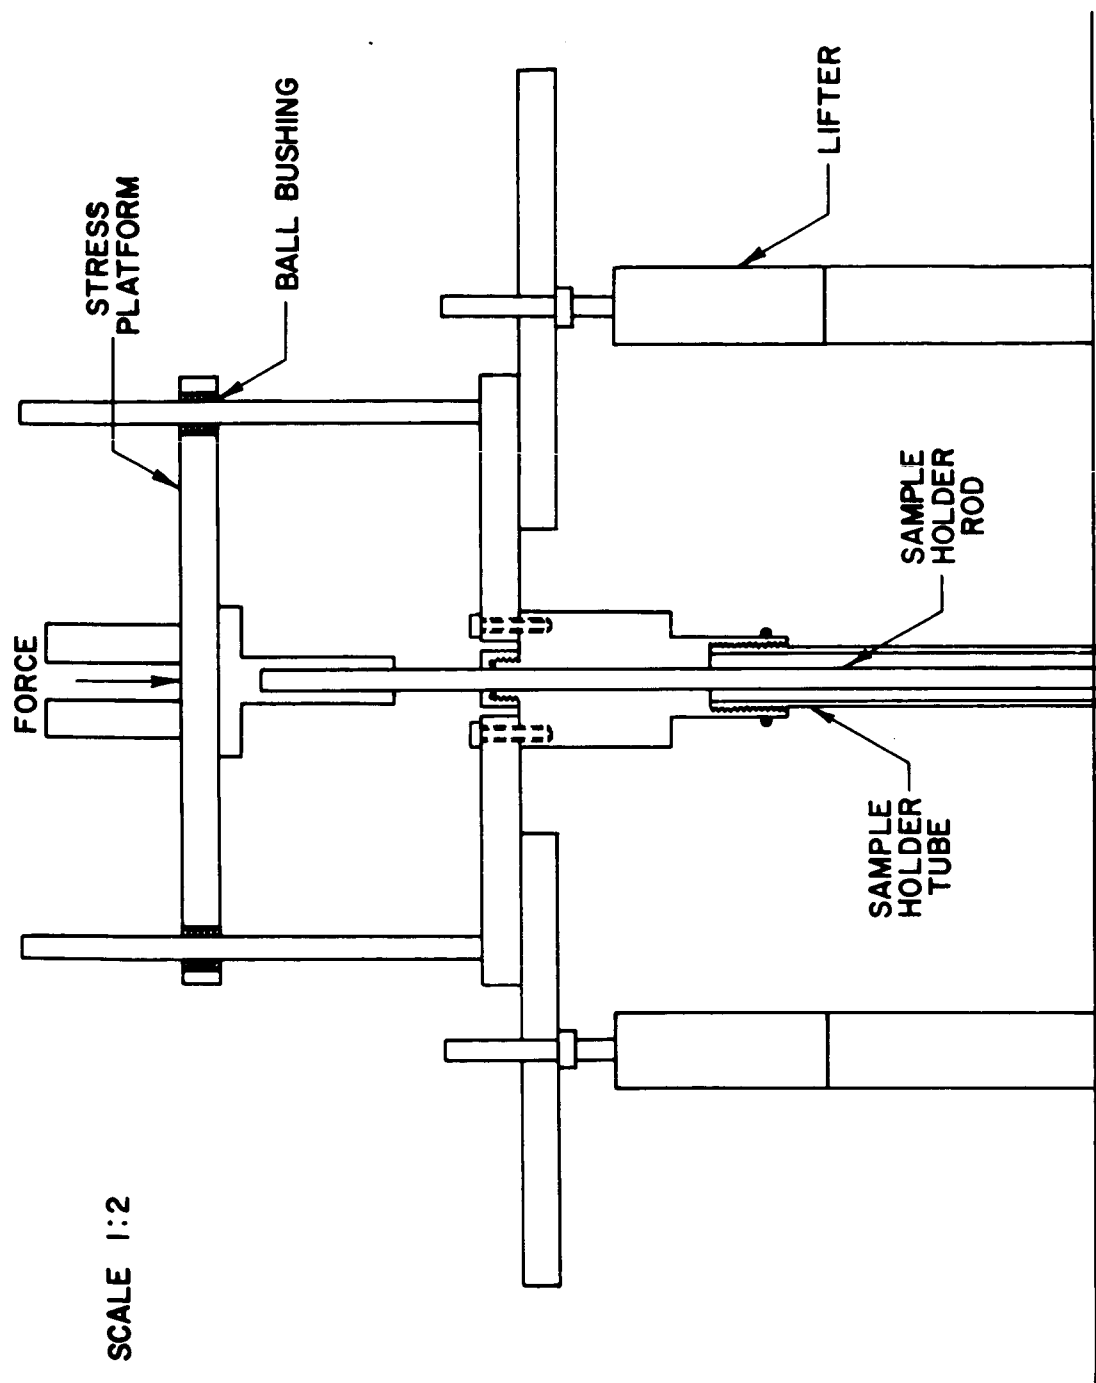 SCALE 1:2
FORCE
STRESS
PLATFORM
BALL BUSHING
SAMPLE
HOLDER
TUBE
SAMPLE
HOLDER
ROD
LIFTER